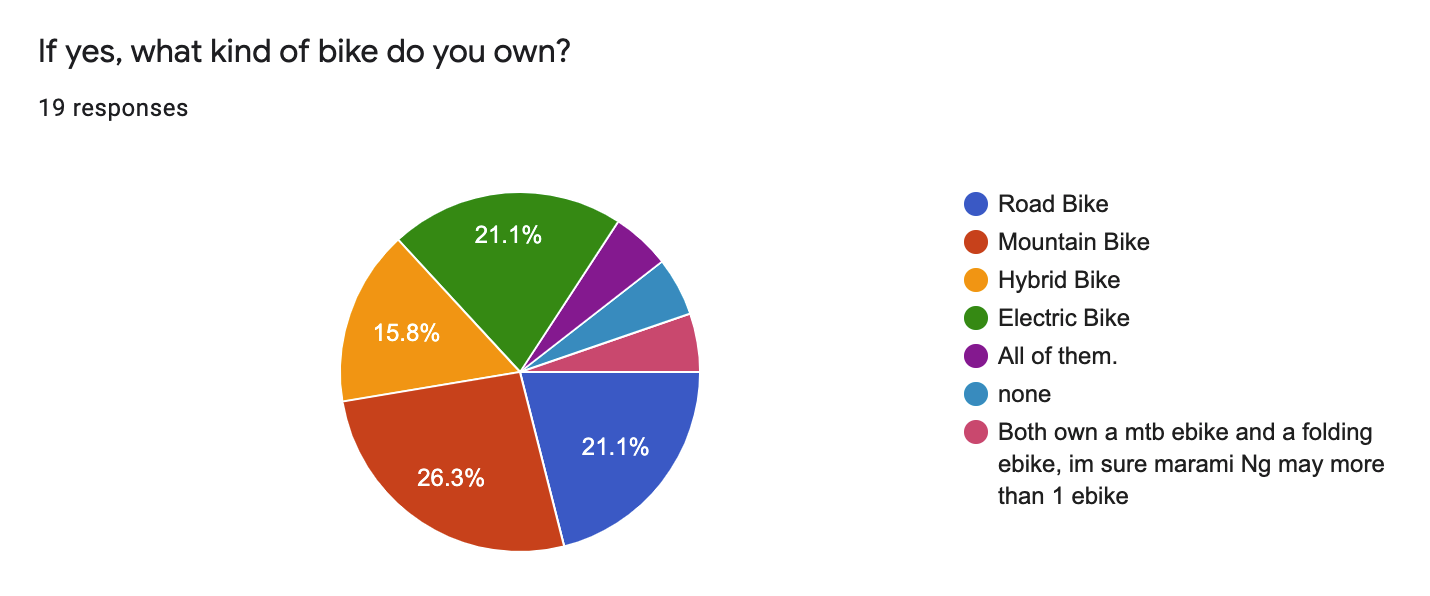 If yes, what kind of bike do you own?
19 responses
21.1%
15.8%
26.3%
21.1%
Road Bike
Mountain Bike
Hybrid Bike
Electric Bike
All of them.
none
Both own a mtb ebike and a folding
ebike, im sure marami Ng may more
than 1 ebike